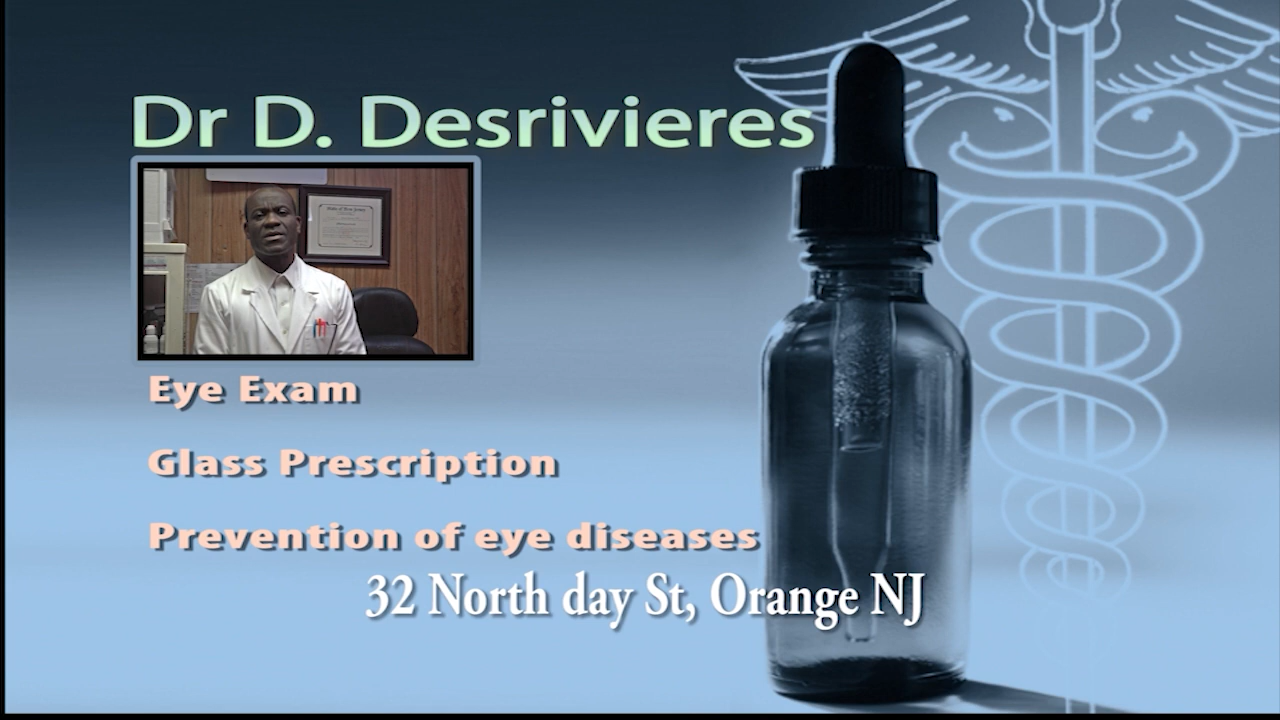 Dr D. Desrivieres
Eye Exam
Glass Prescription
Prevention of eye diseases
32 North day St, Orange NJ